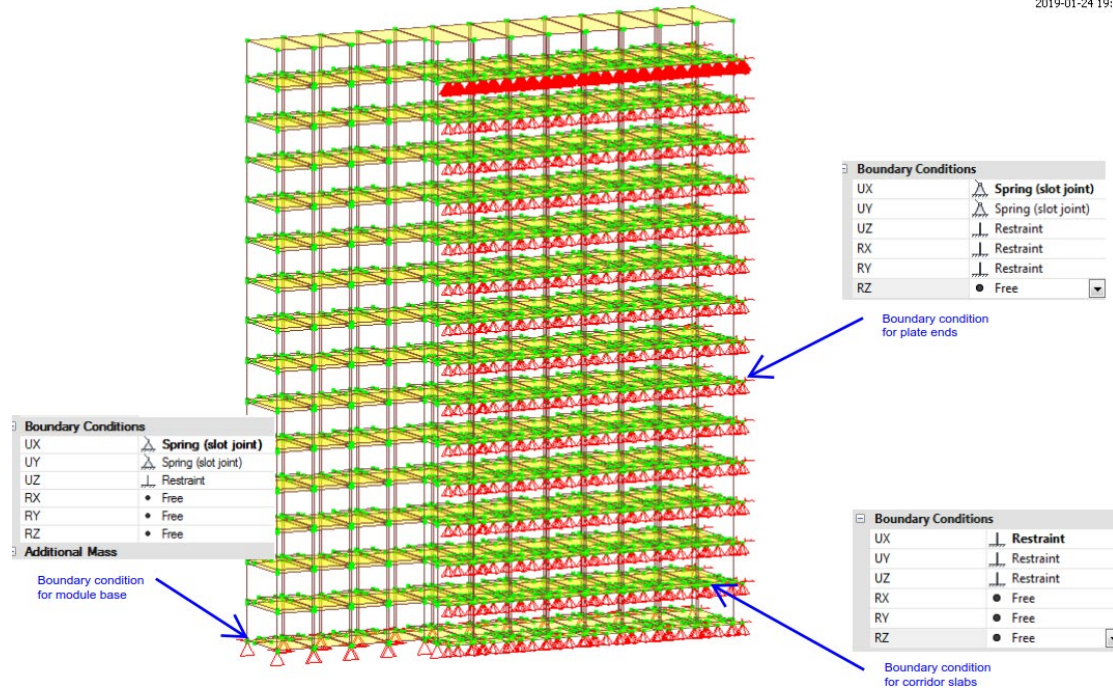 2019-01-24 19:
Boundary Conditions
UX Spring (slot joint)
UY Spring (slot joint)
UZ Restraint
RX Restraint
RY Restraint
RZ Free
Boundary condition
for plate ends
Boundary Conditions
UX Spring (slot joint)
UY Spring (slot joint)
UZ Restraint
RX Free
RY Free
RZ Free
Additional Mass
Boundary condition
for module base
Boundary Conditions
UX Restraint
UY Restraint
UZ Restraint
RX Free
RY Free
RZ Free
Boundary condition
for corridor slabs